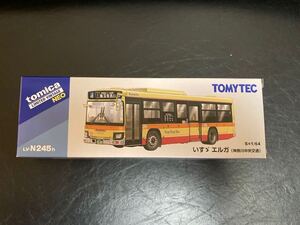 tomica
LIMITED VINTAGE
NEO
LV-N245h
TOMYTEC
S=1/64
いすゞ エルガ (神奈川中央交通)